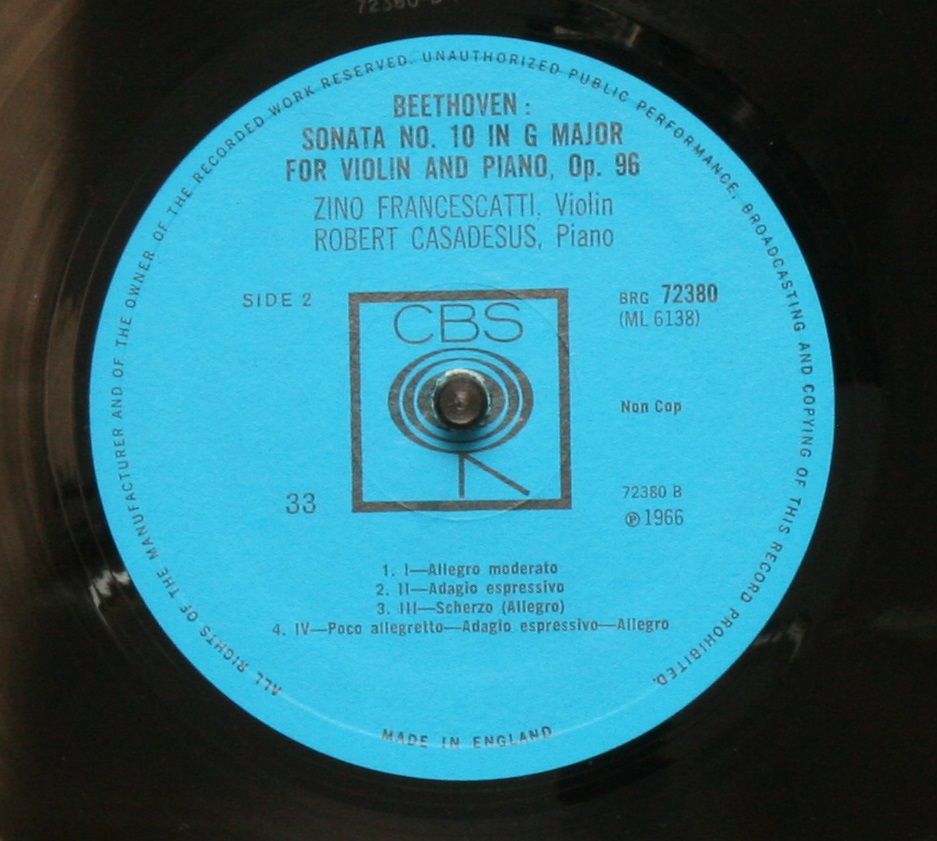 72380-B
ALL RIGHTS OF THE MANUFACTURER AND OF THE OWNER OF THE RECORDED WORK RESERVED. UNAUTHORIZED PUBLIC PERFORMANCE, BROADCASTING AND COPYING OF THIS RECORD PROHIBITED.
BEETHOVEN:
SONATA NO. 10 IN G MAJOR
FOR VIOLIN AND PIANO, Op. 96
ZINO FRANCESCATTI, Violin
ROBERT CASADESUS, Piano
SIDE 2
CBS
BRG 72380
(ML 6138)
Non Cop
33
72380 B
℗ 1966
1. I—Allegro moderato
2. II—Adagio espressivo
3. III—Scherzo (Allegro)
4. IV—Poco allegretto—Adagio espressivo—Allegro
MADE IN ENGLAND